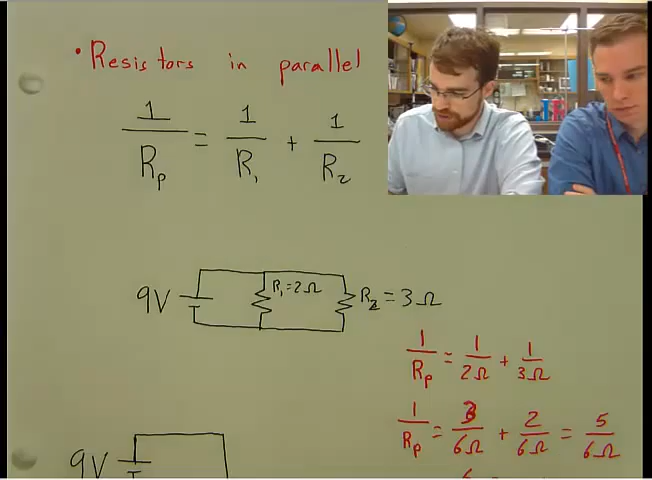 • Resistors in parallel
1/Rp = 1/R1 + 1/R2
9V R1=2Ω R2=3Ω
1/Rp = 1/2Ω + 1/3Ω
1/Rp = 3/6Ω + 2/6Ω = 5/6Ω
9V